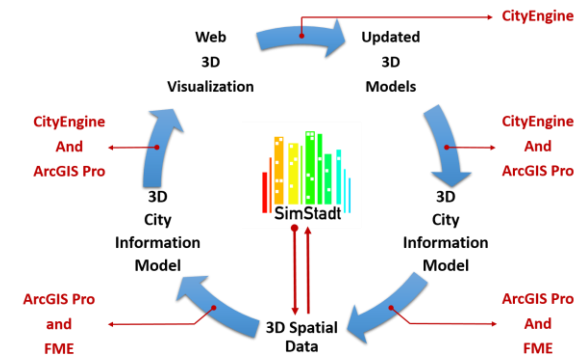 CityEngine
Web
3D
Visualization
Updated
3D
Models
CityEngine
And
ArcGIS Pro
CityEngine
And
ArcGIS Pro
SimStadt
3D
City
Information
Model
3D
City
Information
Model
ArcGIS Pro
and
FME
3D Spatial
Data
ArcGIS Pro
And
FME